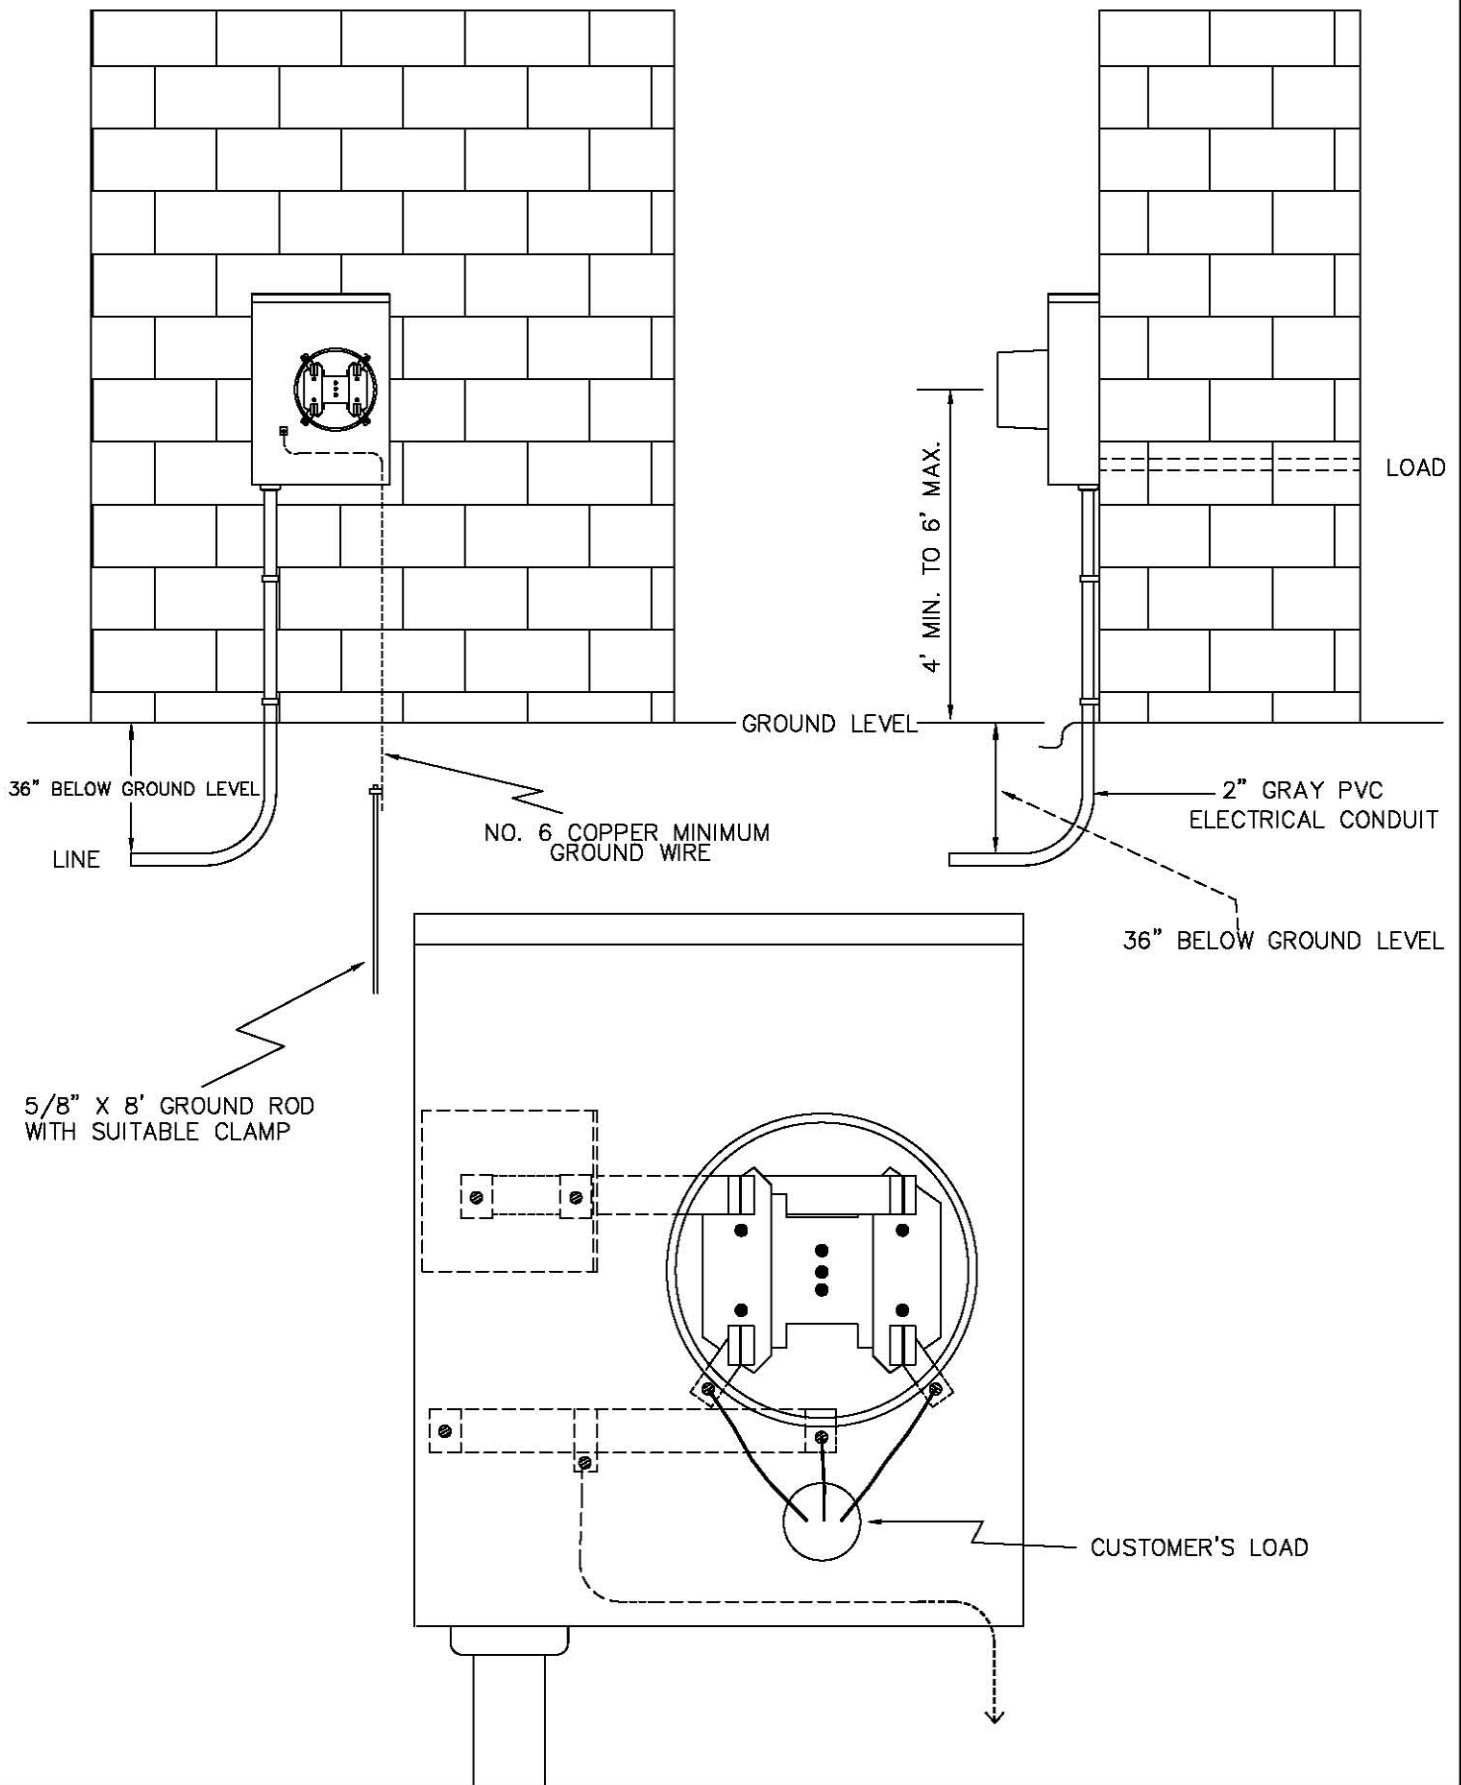 LOAD
4' MIN. TO 6' MAX.
GROUND LEVEL
36" BELOW GROUND LEVEL
2" GRAY PVC
ELECTRICAL CONDUIT
LINE
NO. 6 COPPER MINIMUM
GROUND WIRE
36" BELOW GROUND LEVEL
5/8" X 8' GROUND ROD
WITH SUITABLE CLAMP
CUSTOMER'S LOAD